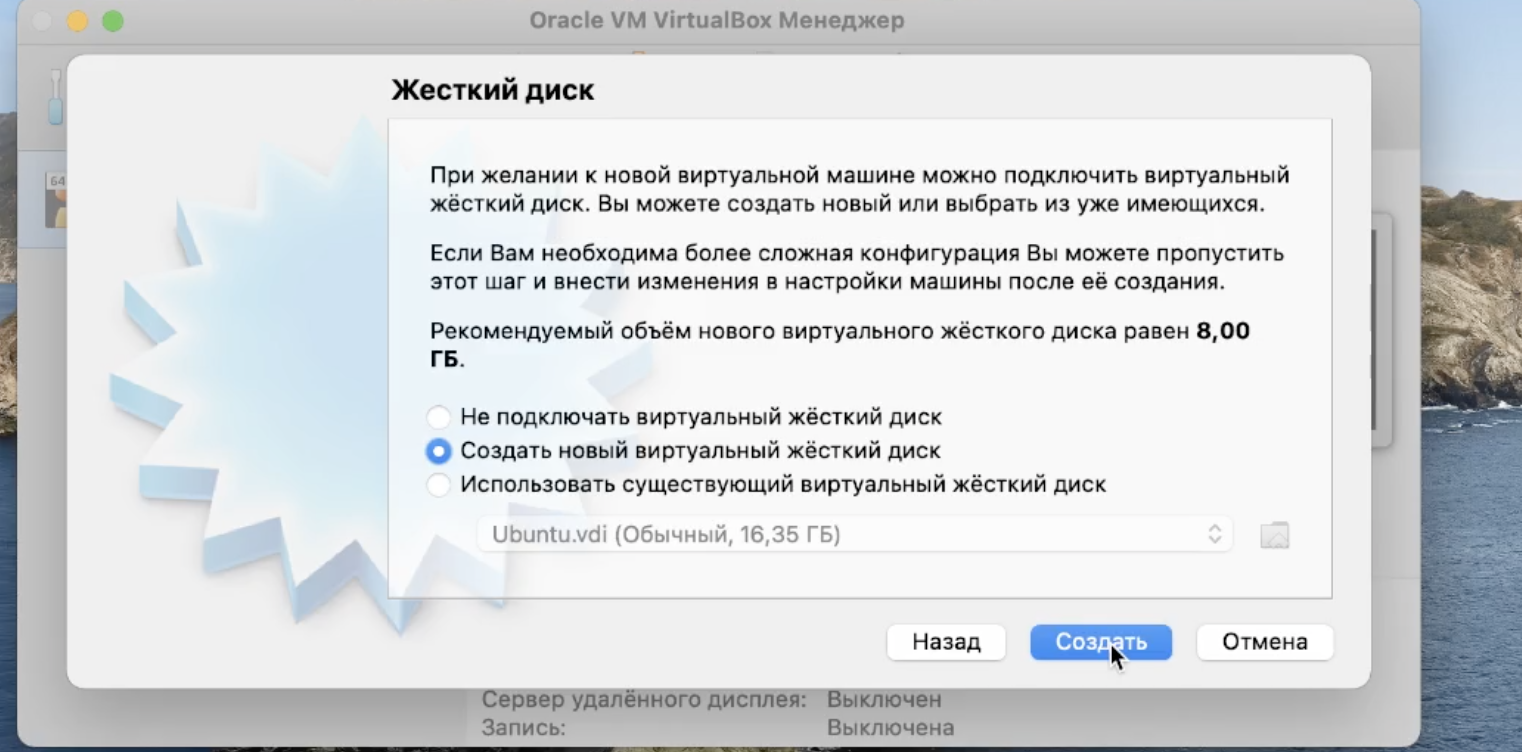 Oracle VM VirtualBox Менеджер
Жесткий диск
64
При желании к новой виртуальной машине можно подключить виртуальный
жёсткий диск. Вы можете создать новый или выбрать из уже имеющихся.
Если Вам необходима более сложная конфигурация Вы можете пропустить
этот шаг и внести изменения в настройки машины после её создания.
Рекомендуемый объём нового виртуального жёсткого диска равен 8,00
ГБ.
Не подключать виртуальный жёсткий диск
Создать новый виртуальный жёсткий диск
Использовать существующий виртуальный жёсткий диск
Ubuntu.vdi (Обычный, 16,35 ГБ)
Назад
Создать
Отмена
Сервер удалённого дисплея: Выключен
Запись: Выключена